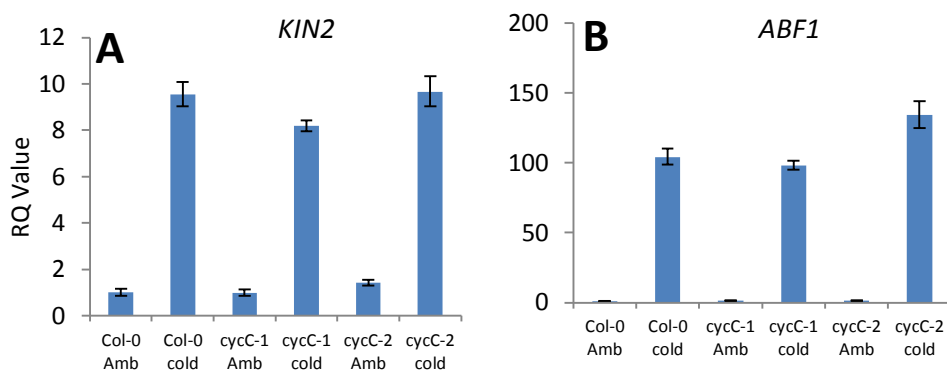 A
KIN2
RQ Value
12
10
8
6
4
2
0
Col-0 Amb
Col-0 cold
cycC-1 Amb
cycC-1 cold
cycC-2 Amb
cycC-2 cold
B
ABF1
200
150
100
50
0
Col-0 Amb
Col-0 cold
cycC-1 Amb
cycC-1 cold
cycC-2 Amb
cycC-2 cold